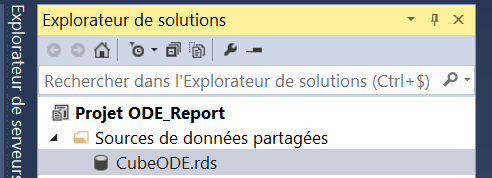 Explorateur de serveurs
Explorateur de solutions
Rechercher dans l'Explorateur de solutions (Ctrl+$)
Projet ODE_Report
Sources de données partagées
CubeODE.rds